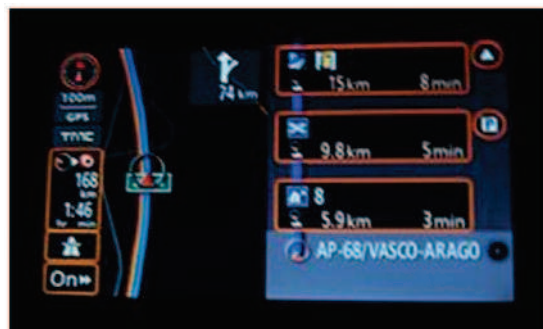 100m
GPS
TMC
168
km
1:46
hr min
On
74 km
15km 8min
P
9.8km 5min
8
5.9km 3min
AP-68/VASCO-ARAGO